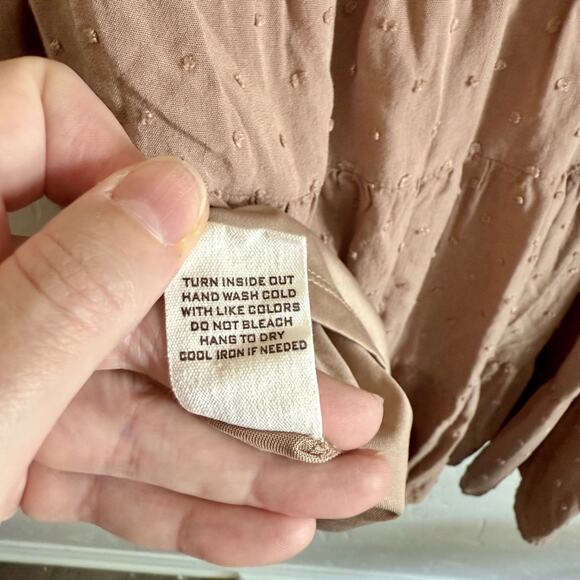 TURN INSIDE OUT
HAND WASH COLD
WITH LIKE COLORS
DO NOT BLEACH
HANG TO DRY
COOL IRON IF NEEDED